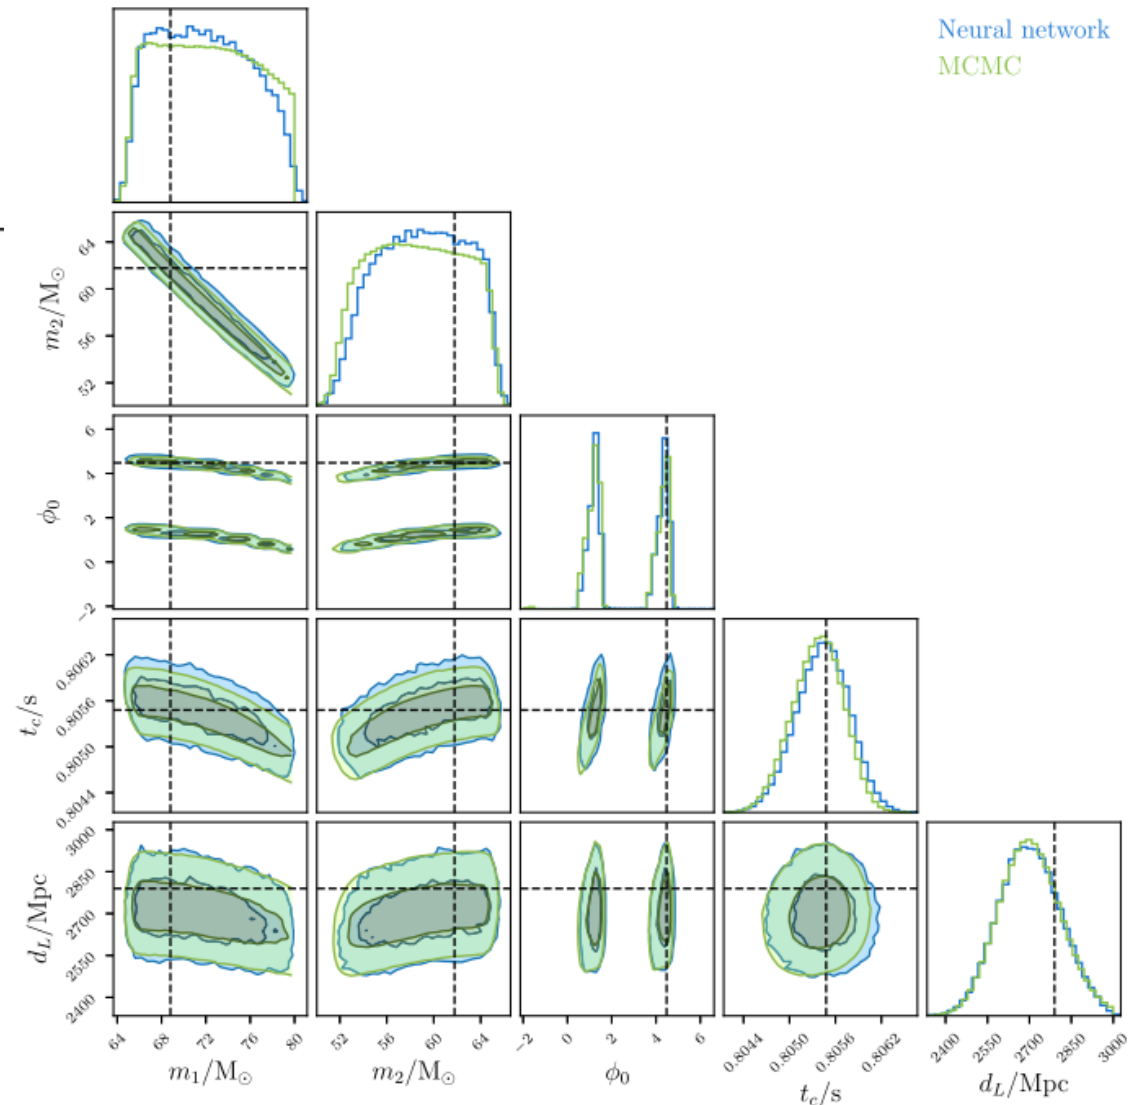 Neural network
MCMC
64
60
56
52
m₂/M☉
6
4
2
0
−2
ϕ₀
0.8062
0.8056
0.8050
0.8044
t_c/s
3000
2850
2700
2550
2400
d_L/Mpc
64 68 72 76 80
52 56 60 64
−2 0 2 4 6
0.8044 0.8050 0.8056 0.8062
2400 2550 2700 2850 3000
m₁/M☉
m₂/M☉
ϕ₀
t_c/s
d_L/Mpc